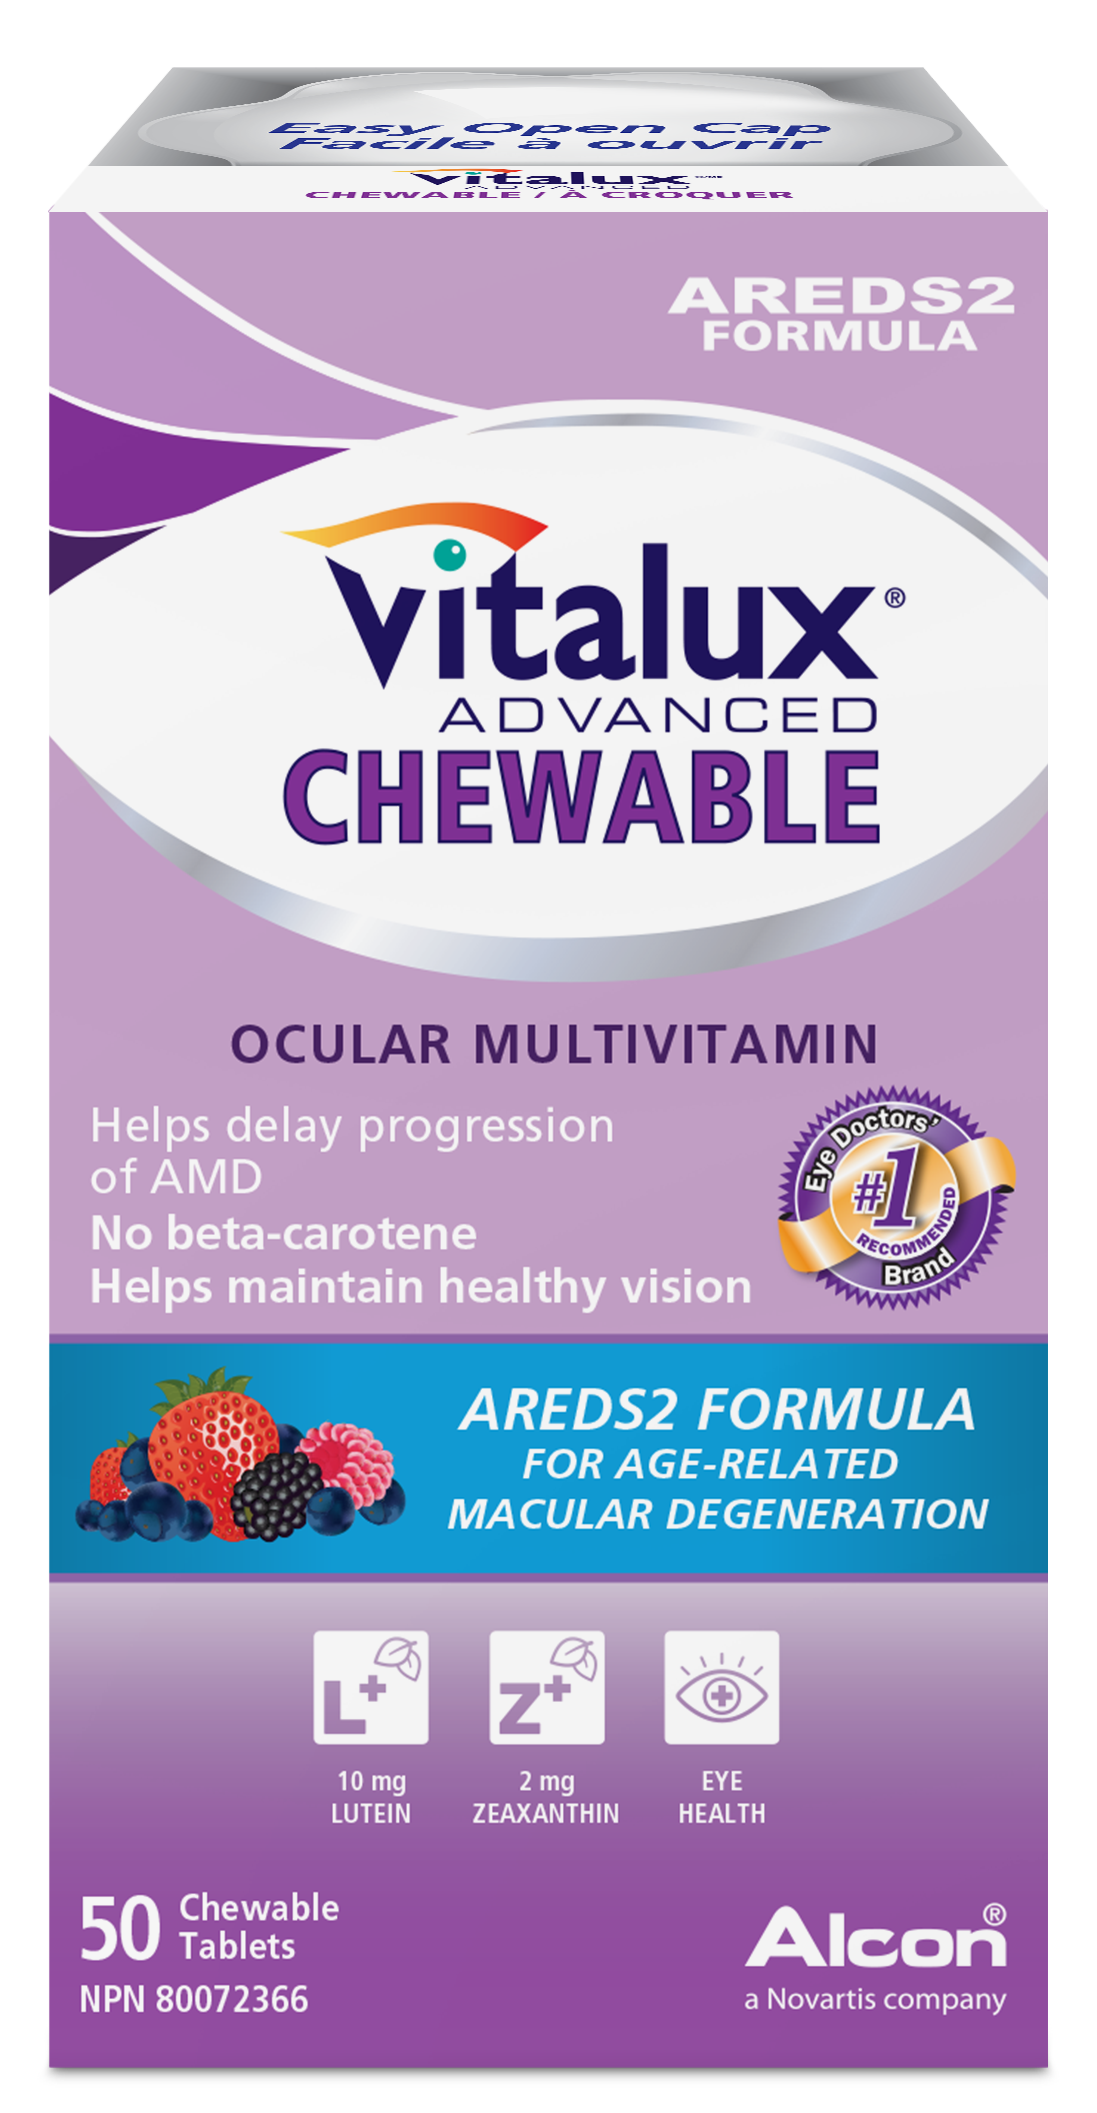 Easy Open Cap
Facile à ouvrir
Vitalux
ADVANCED
CHEWABLE / À CROQUER
AREDS2
FORMULA
Vitalux®
ADVANCED
CHEWABLE
OCULAR MULTIVITAMIN
Helps delay progression
of AMD
No beta-carotene
Helps maintain healthy vision
Eye Doctors'
#1
RECOMMENDED
Brand
AREDS2 FORMULA
FOR AGE-RELATED
MACULAR DEGENERATION
L+
Z+
10 mg
LUTEIN
2 mg
ZEAXANTHIN
EYE
HEALTH
50 Chewable
Tablets
NPN 80072366
Alcon®
a Novartis company